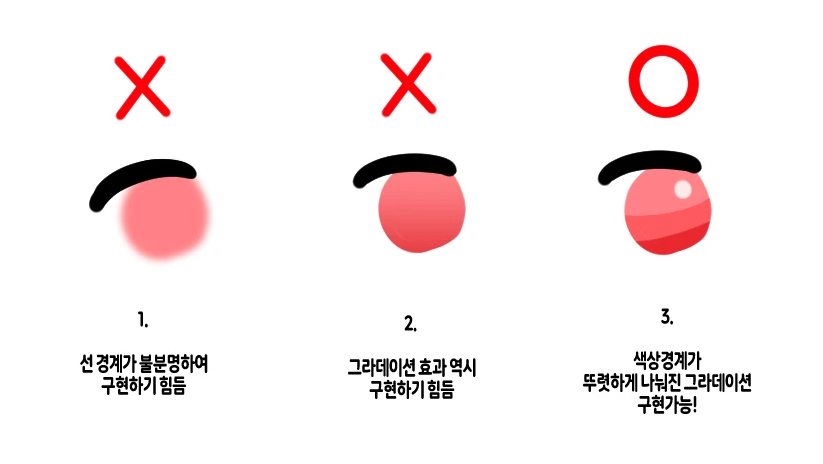 1.
선 경계가 불분명하여
구현하기 힘듬
2.
그라데이션 효과 역시
구현하기 힘듬
3.
색상경계가
뚜렷하게 나눠진 그라데이션
구현가능!